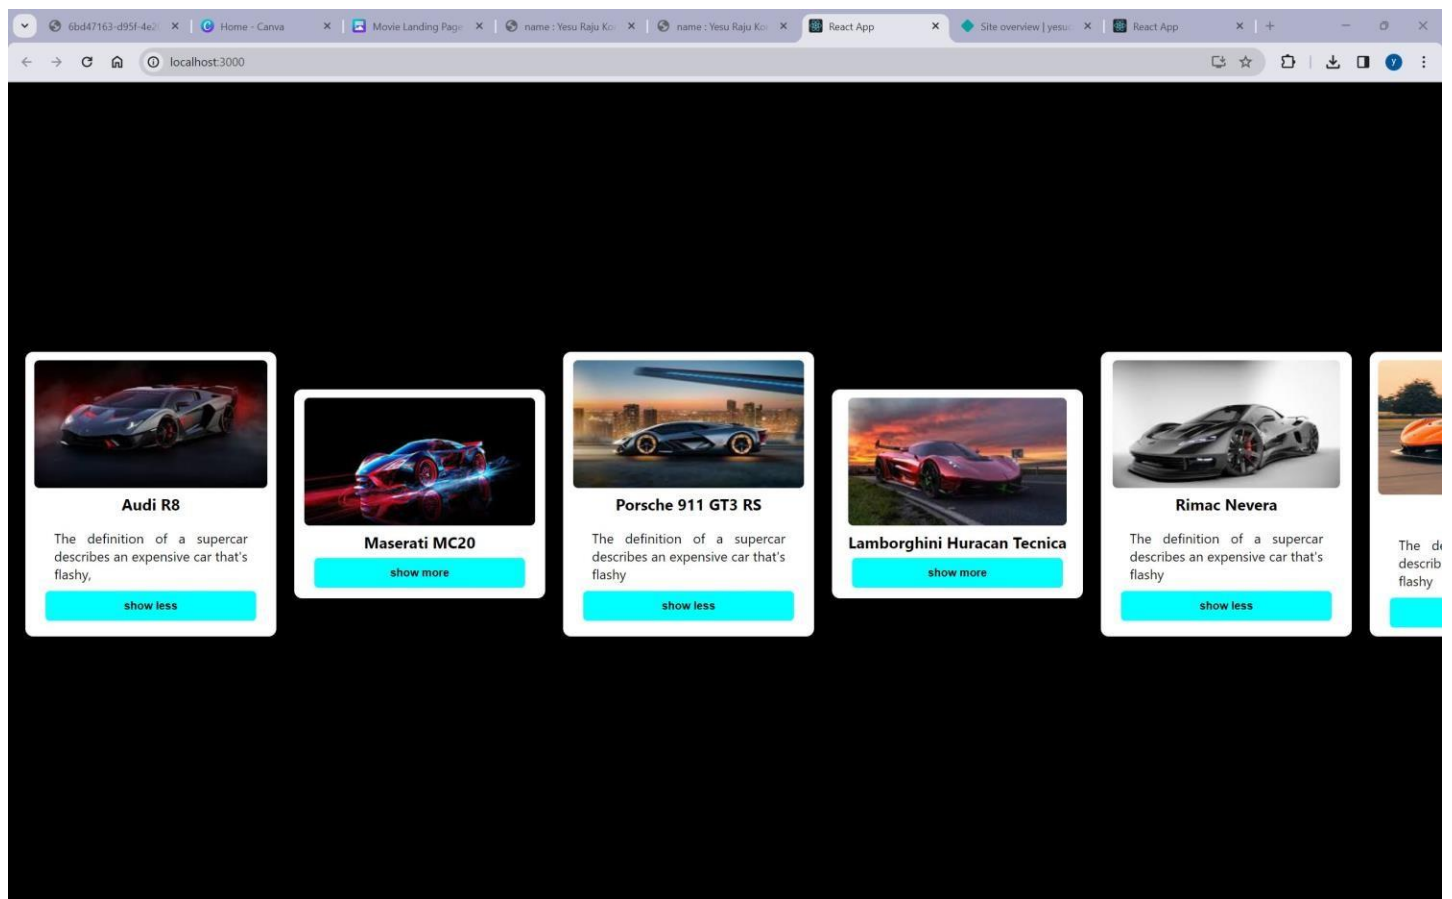 6bd47163-d95f-4e2
Home - Canva
Movie Landing Page
name : Yesu Raju Ko
name : Yesu Raju Ko
React App
Site overview | yesu
React App
localhost:3000
y
Audi R8
The definition of a supercar
describes an expensive car that's
flashy,
show less
Maserati MC20
show more
Porsche 911 GT3 RS
The definition of a supercar
describes an expensive car that's
flashy
show less
Lamborghini Huracan Tecnica
show more
Rimac Nevera
The definition of a supercar
describes an expensive car that's
flashy
show less
The de
describ
flashy